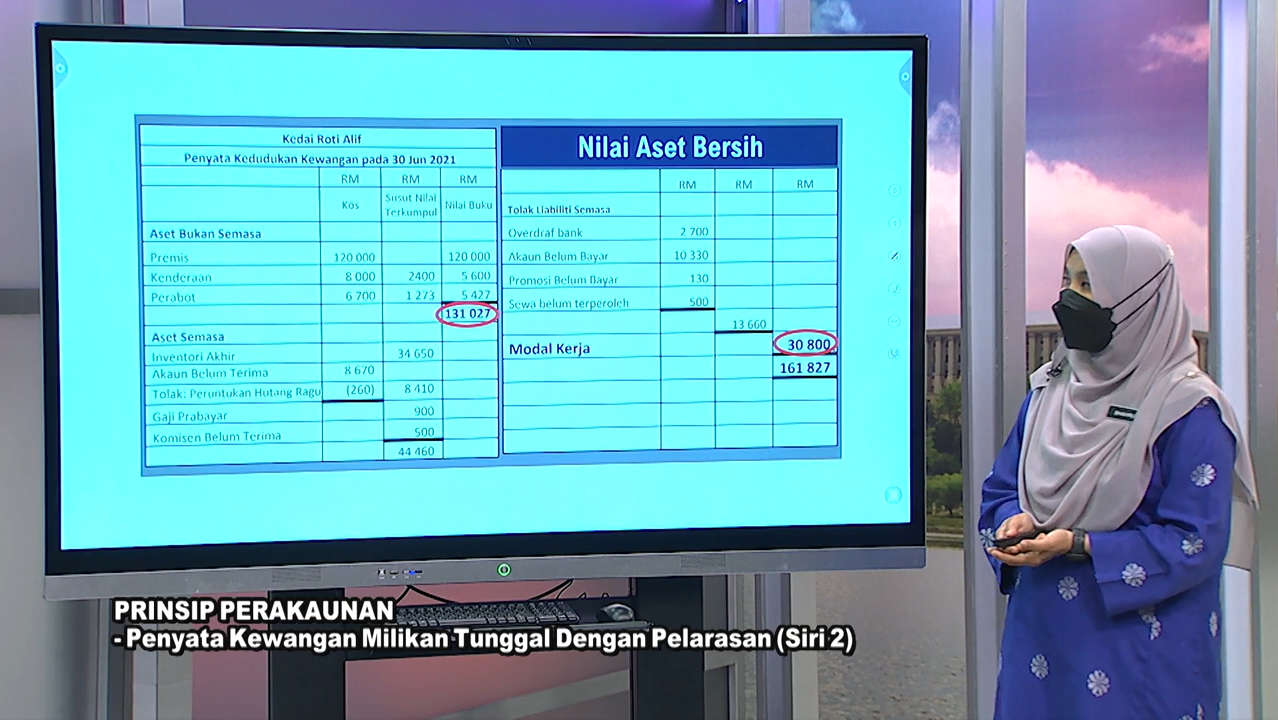 Kedai Roti Alif
Penyata Kedudukan Kewangan pada 30 Jun 2021
RM RM RM
Kos Susut Nilai Terkumpul Nilai Buku
Aset Bukan Semasa
Premis 120 000 120 000
Kenderaan 8 000 2400 5 600
Perabot 6 700 1 273 5 427
131 027
Aset Semasa
Inventori Akhir 34 650
Akaun Belum Terima 8 670
Tolak: Peruntukan Hutang Ragu (260) 8 410
Gaji Prabayar 900
Komisen Belum Terima 500
44 460
Nilai Aset Bersih
RM RM RM
Tolak Liabiliti Semasa
Overdraf bank 2 700
Akaun Belum Bayar 10 330
Promosi Belum Bayar 130
Sewa belum terperoleh 500
13 660
Modal Kerja 30 800
161 827
PRINSIP PERAKAUNAN
- Penyata Kewangan Milikan Tunggal Dengan Pelarasan (Siri 2)